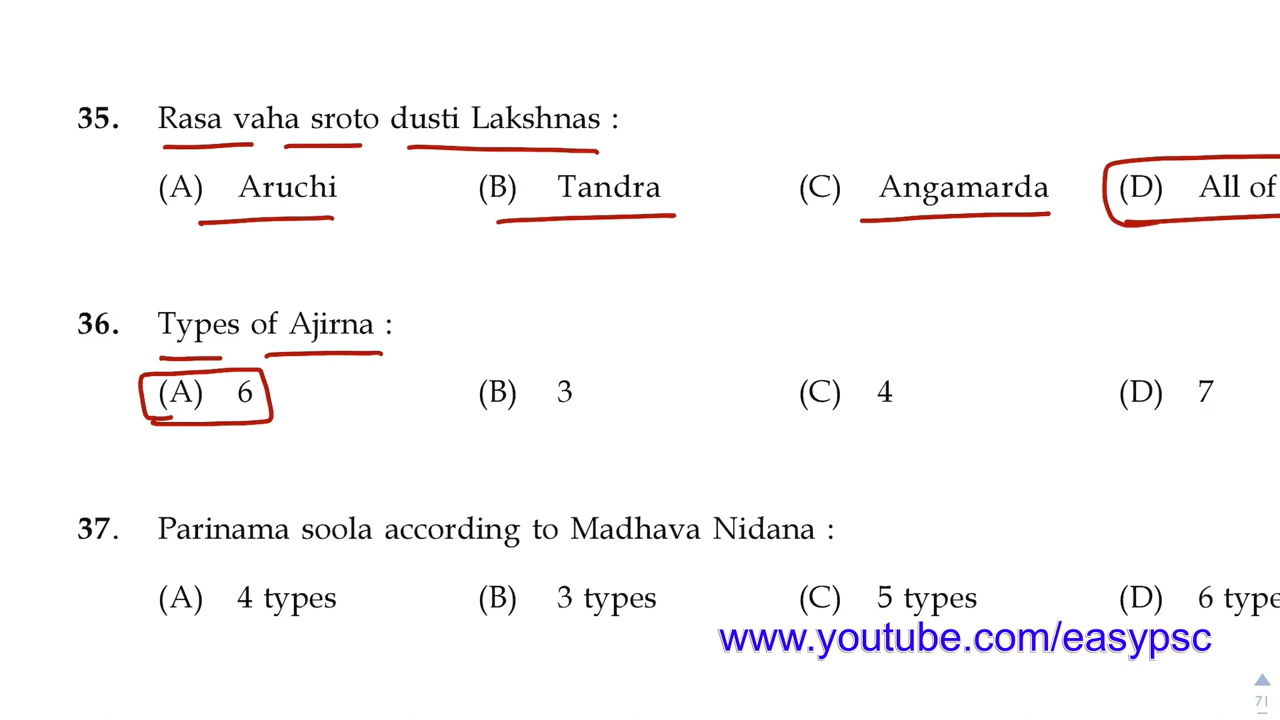 35. Rasa vaha sroto dusti Lakshnas :
(A) Aruchi (B) Tandra (C) Angamarda (D) All of
36. Types of Ajirna :
(A) 6 (B) 3 (C) 4 (D) 7
37. Parinama soola according to Madhava Nidana :
(A) 4 types (B) 3 types (C) 5 types (D) 6 type
www.youtube.com/easypsc
71